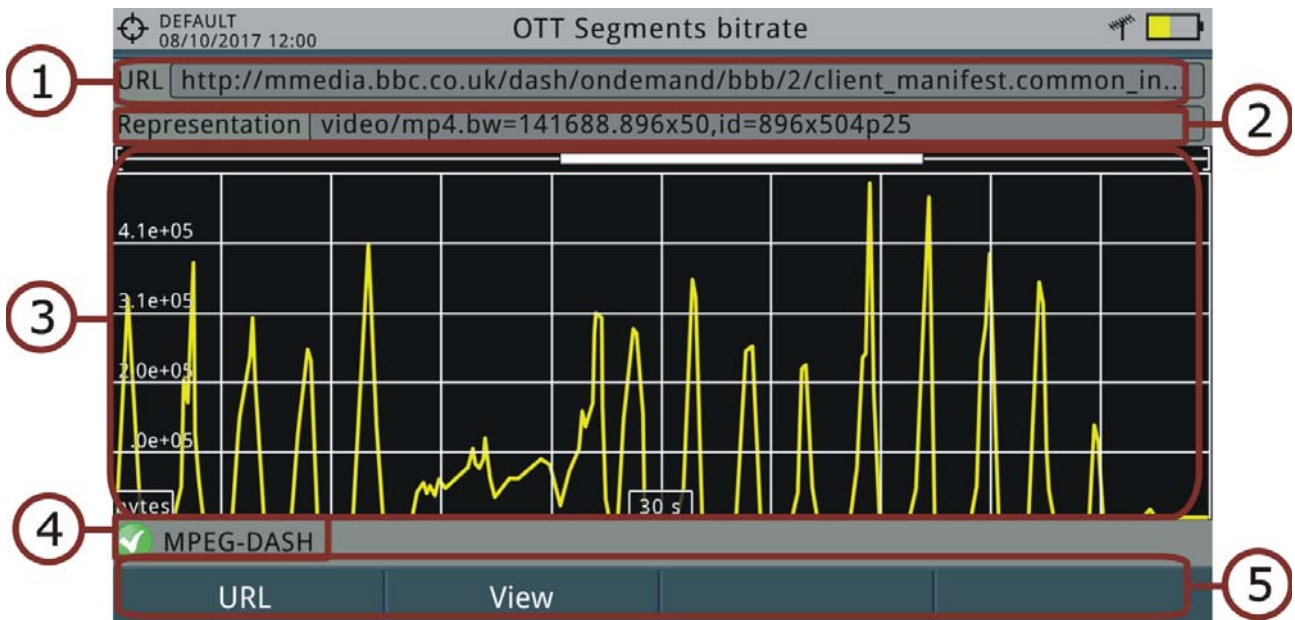 DEFAULT
08/10/2017 12:00
OTT Segments bitrate
1
URL http://mmedia.bbc.co.uk/dash/ondemand/bbb/2/client_manifest.common_in...
Representation video/mp4.bw=141688.896x50,id=896x504p25
2
3
4.1e+05
3.1e+05
2.0e+05
.0e+05
bytes
30 s
4
MPEG-DASH
URL View
5